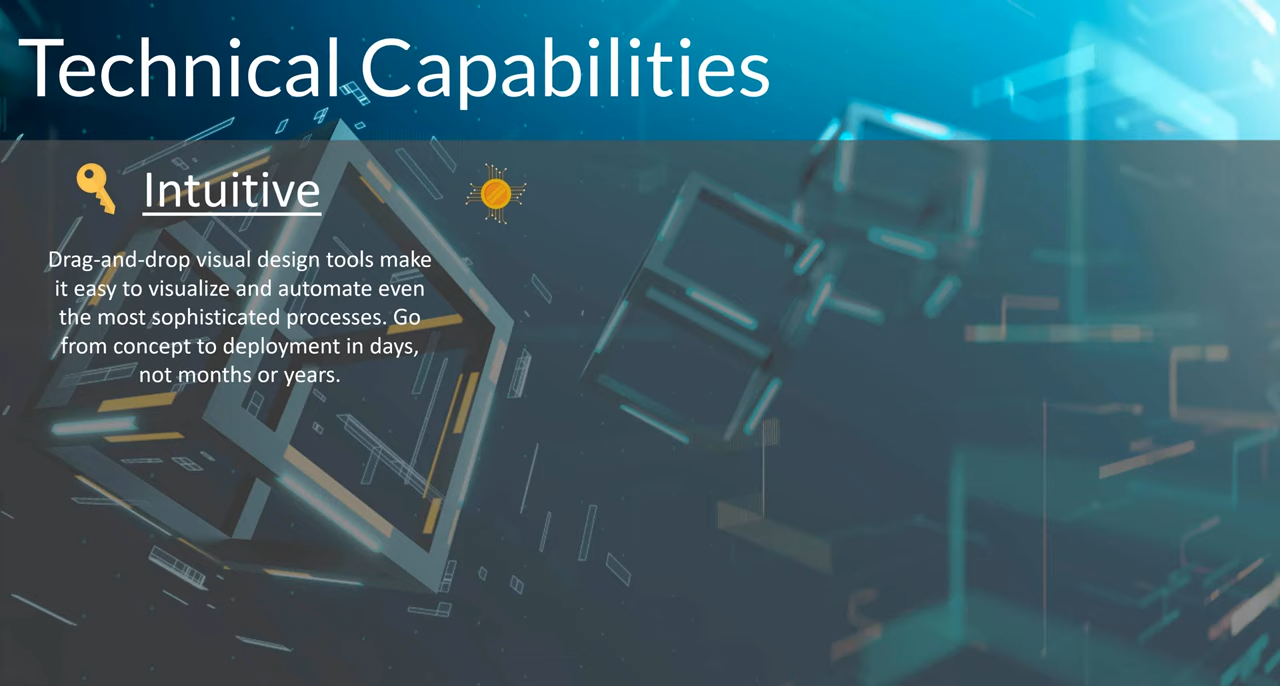 Technical Capabilities
Intuitive
Drag-and-drop visual design tools make
it easy to visualize and automate even
the most sophisticated processes. Go
from concept to deployment in days,
not months or years.